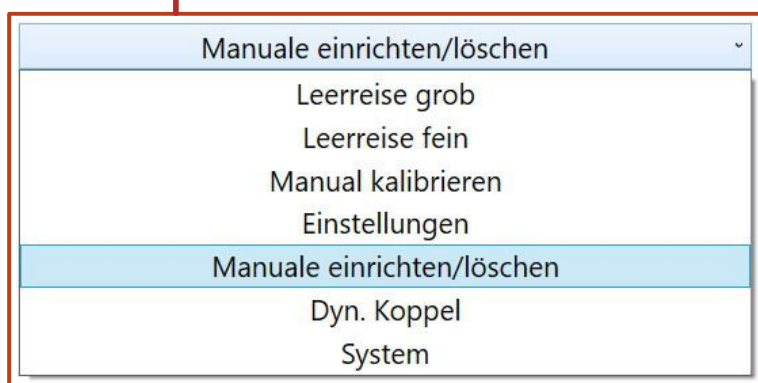 Manuale einrichten/löschen
Leerreise grob
Leerreise fein
Manual kalibrieren
Einstellungen
Manuale einrichten/löschen
Dyn. Koppel
System